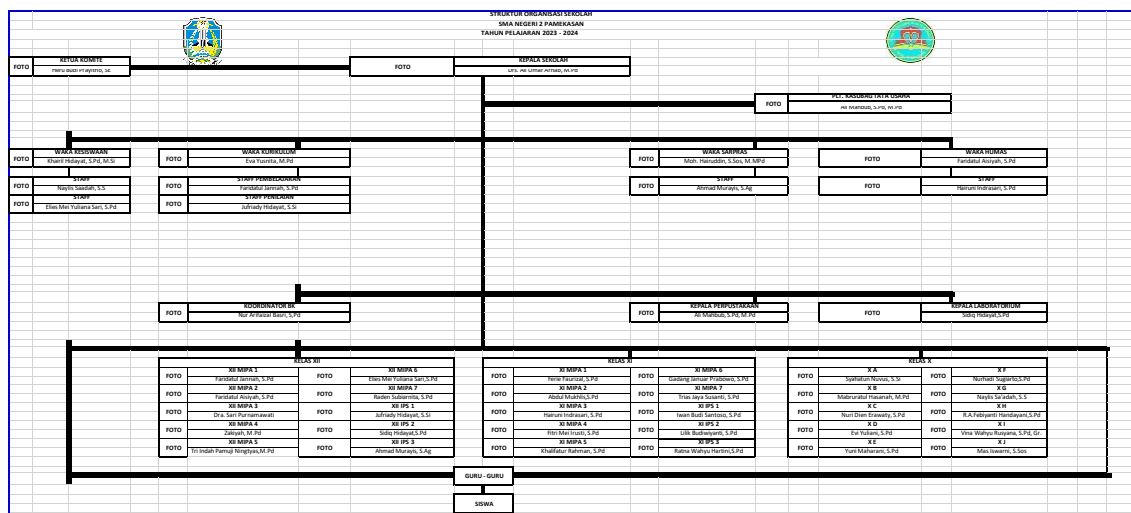 STRUKTUR ORGANISASI SEKOLAH
SMA NEGERI 2 PAMEKASAN
TAHUN PELAJARAN 2023 - 2024
FOTO
KETUA KOMITE
Heru Budi Prayitno, SE
FOTO
KEPALA SEKOLAH
Drs. Ali Umar Arhab, M.Pd
FOTO
PLT. KASUBAG TATA USAHA
Ali Mahbub, S.Pd, M.Pd
FOTO
WAKA KESISWAAN
Khairil Hidayat, S.Pd, M.Si
FOTO
WAKA KURIKULUM
Eva Yusnita, M.Pd
FOTO
WAKA SARPRAS
Moh. Hairuddin, S.Sos, M.MPd
FOTO
WAKA HUMAS
Faridatul Aisiyah, S.Pd
FOTO
STAFF
Naylis Saadah, S.S
FOTO
STAFF PEMBELAJARAN
Faridatul Jannah, S.Pd
FOTO
STAFF
Ahmad Murayis, S.Ag
FOTO
STAFF
Hairuni Indrasari, S.Pd
FOTO
STAFF
Elies Mei Yuliana Sari, S.Pd
FOTO
STAFF PENILAIAN
Jufriady Hidayat, S.Si
FOTO
KOORDINATOR BK
Nur Arifaizal Basri, S,Pd
FOTO
KEPALA PERPUSTAKAAN
Ali Mahbub, S.Pd, M.Pd
FOTO
KEPALA LABORATORIUM
Sidiq Hidayat,S.Pd
KELAS XII
FOTO
XII MIPA 1
Faridatul Jannah, S.Pd
FOTO
XII MIPA 6
Elies Mei Yuliana Sari,S.Pd
FOTO
XII MIPA 2
Faridatul Aisiyah, S.Pd
FOTO
XII MIPA 7
Raden Subiarnita, S.Pd
FOTO
XII MIPA 3
Dra. Sari Purnamawati
FOTO
XII IPS 1
Jufriady Hidayat, S.Si
FOTO
XII MIPA 4
Zakiyah, M.Pd
FOTO
XII IPS 2
Sidiq Hidayat,S.Pd
FOTO
XII MIPA 5
Tri Indah Pamuji Ningtyas,M.Pd
FOTO
XII IPS 3
Ahmad Murayis, S.Ag
KELAS XI
FOTO
XI MIPA 1
Ferie Faurizal, S.Pd
FOTO
XI MIPA 6
Gadang Januar Prabowo, S.Pd
FOTO
XI MIPA 2
Abdul Mukhlis,S.Pd
FOTO
XI MIPA 7
Trias Jaya Susanti, S.Pd
FOTO
XI MIPA 3
Hairuni Indrasari, S.Pd
FOTO
XI IPS 1
Iwan Budi Santoso, S.Pd
FOTO
XI MIPA 4
Fitri Mei Irusti, S.Pd
FOTO
XI IPS 2
Lilik Budiwiyanti, S.Pd
FOTO
XI MIPA 5
Khalifatur Rahman, S.Pd
FOTO
XI IPS 3
Ratna Wahyu Hartini,S.Pd
KELAS X
FOTO
X A
Syahatun Nuvus, S.Si
FOTO
X F
Nurhadi Sugiarto,S.Pd
FOTO
X B
Mabruratul Hasanah, M.Pd
FOTO
X G
Naylis Sa'adah, S.S
FOTO
X C
Nuri Dien Erawaty, S.Pd
FOTO
X H
R.A.Febiyanti Handayani,S.Pd
FOTO
X D
Evi Yuliani, S.Pd
FOTO
X I
Vina Wahyu Rusyana, S.Pd, Gr.
FOTO
X E
Yuni Maharani, S.Pd
FOTO
X J
Mas Iswarni, S.Sos
GURU - GURU
SISWA